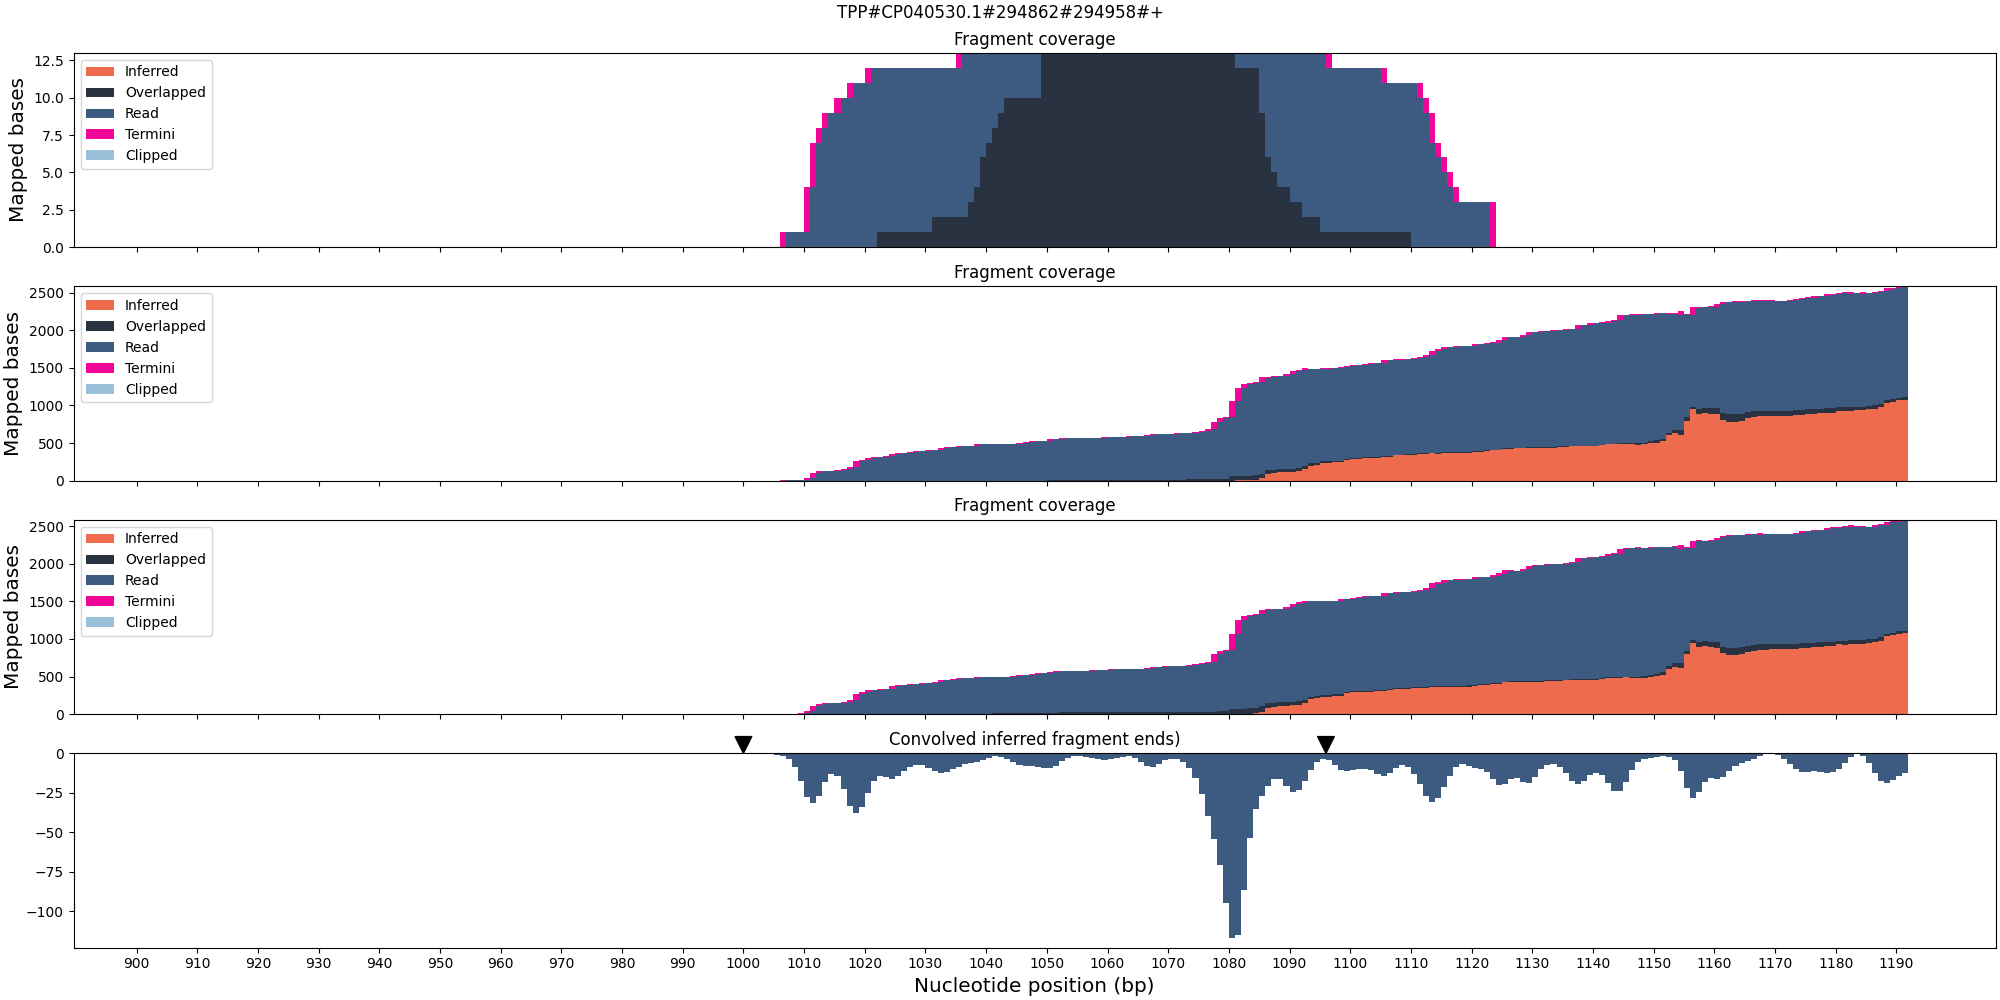 TPP#CP040530.1#294862#294958#+
Fragment coverage
Mapped bases
12.5
10.0
7.5
5.0
2.5
0.0
Inferred
Overlapped
Read
Termini
Clipped
Fragment coverage
Mapped bases
2500
2000
1500
1000
500
0
Inferred
Overlapped
Read
Termini
Clipped
Fragment coverage
Mapped bases
2500
2000
1500
1000
500
0
Inferred
Overlapped
Read
Termini
Clipped
Convolved inferred fragment ends)
0
−25
−50
−75
−100
900 910 920 930 940 950 960 970 980 990 1000 1010 1020 1030 1040 1050 1060 1070 1080 1090 1100 1110 1120 1130 1140 1150 1160 1170 1180 1190
Nucleotide position (bp)